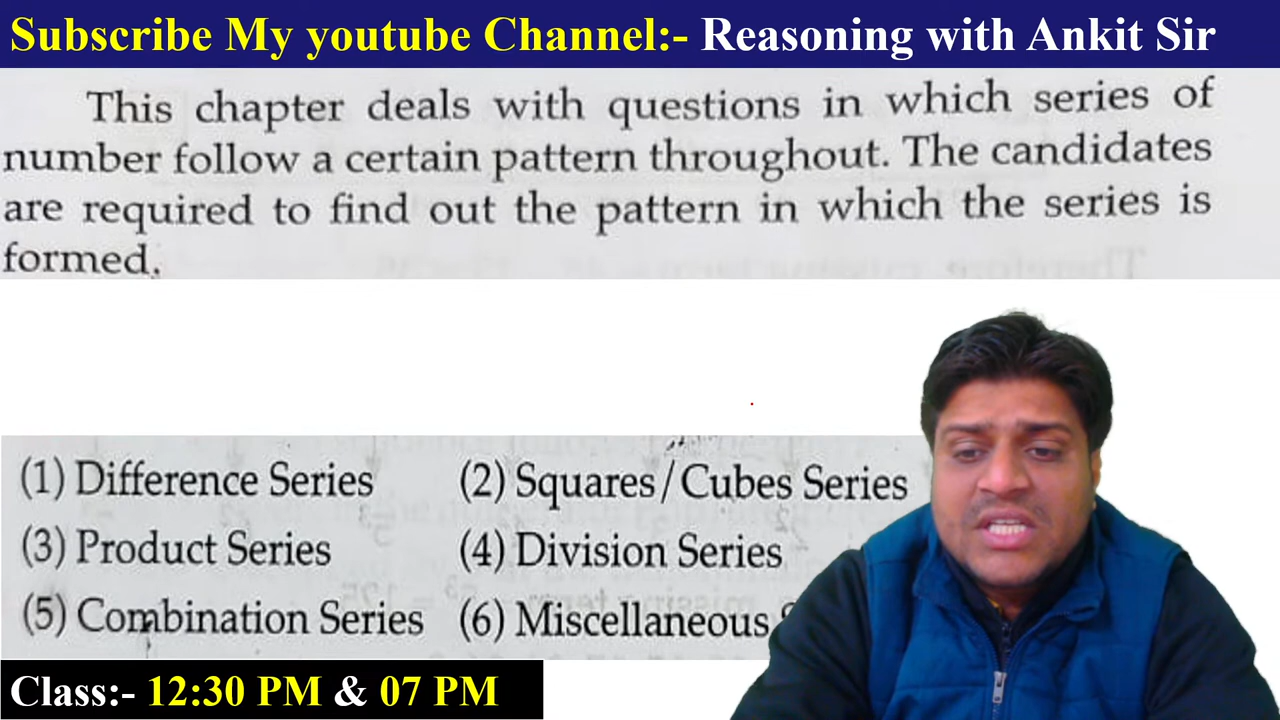 Subscribe My youtube Channel:- Reasoning with Ankit Sir
This chapter deals with questions in which series of
number follow a certain pattern throughout. The candidates
are required to find out the pattern in which the series is
formed.
(1) Difference Series (2) Squares/Cubes Series
(3) Product Series (4) Division Series
(5) Combination Series (6) Miscellaneous
Class:- 12:30 PM & 07 PM